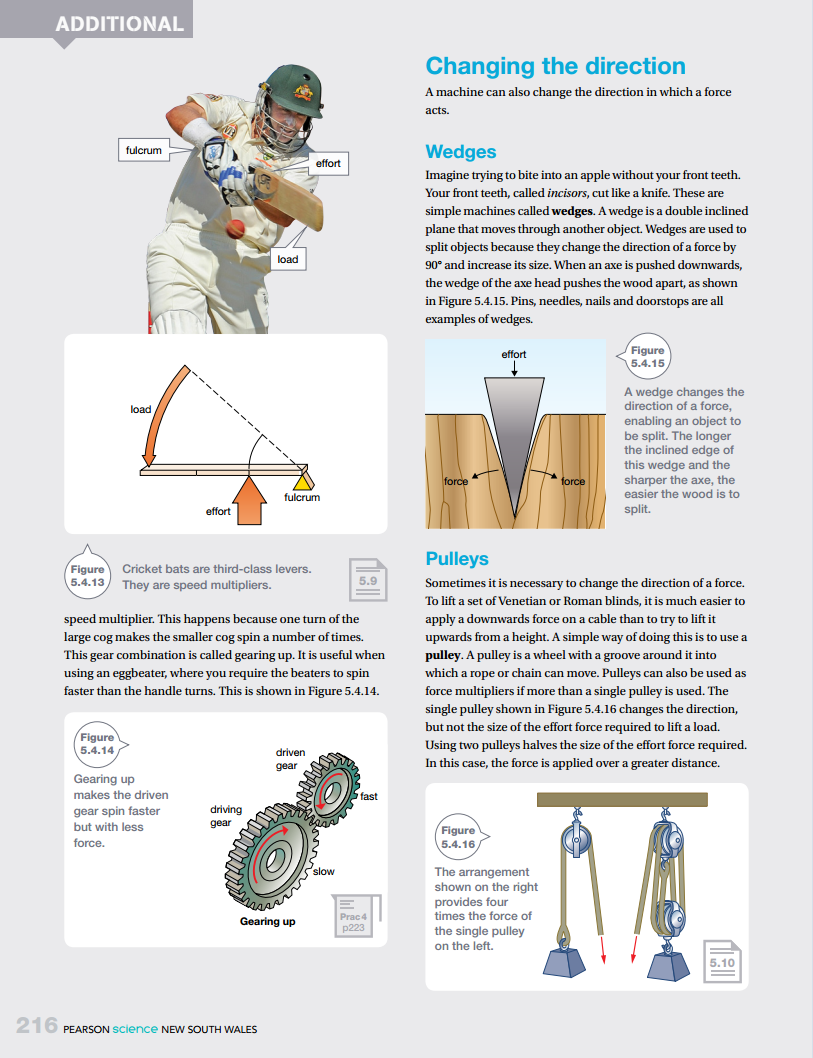 ADDITIONAL
fulcrum
effort
load
load
effort
fulcrum
Figure
5.4.13
Cricket bats are third-class levers.
They are speed multipliers.
5.9
speed multiplier. This happens because one turn of the
large cog makes the smaller cog spin a number of times.
This gear combination is called gearing up. It is useful when
using an eggbeater, where you require the beaters to spin
faster than the handle turns. This is shown in Figure 5.4.14.
Figure
5.4.14
Gearing up
makes the driven
gear spin faster
but with less
force.
driven
gear
fast
driving
gear
slow
Gearing up
Prac 4
p223
Changing the direction
A machine can also change the direction in which a force
acts.
Wedges
Imagine trying to bite into an apple without your front teeth.
Your front teeth, called incisors, cut like a knife. These are
simple machines called wedges. A wedge is a double inclined
plane that moves through another object. Wedges are used to
split objects because they change the direction of a force by
90° and increase its size. When an axe is pushed downwards,
the wedge of the axe head pushes the wood apart, as shown
in Figure 5.4.15. Pins, needles, nails and doorstops are all
examples of wedges.
effort
force
force
Figure
5.4.15
A wedge changes the
direction of a force,
enabling an object to
be split. The longer
the inclined edge of
this wedge and the
sharper the axe, the
easier the wood is to
split.
Pulleys
Sometimes it is necessary to change the direction of a force.
To lift a set of Venetian or Roman blinds, it is much easier to
apply a downwards force on a cable than to try to lift it
upwards from a height. A simple way of doing this is to use a
pulley. A pulley is a wheel with a groove around it into
which a rope or chain can move. Pulleys can also be used as
force multipliers if more than a single pulley is used. The
single pulley shown in Figure 5.4.16 changes the direction,
but not the size of the effort force required to lift a load.
Using two pulleys halves the size of the effort force required.
In this case, the force is applied over a greater distance.
Figure
5.4.16
The arrangement
shown on the right
provides four
times the force of
the single pulley
on the left.
5.10
216 PEARSON science NEW SOUTH WALES